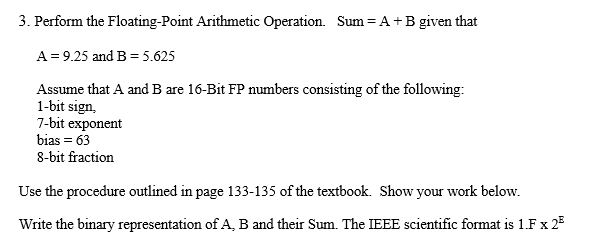 3. Perform the Floating-Point Arithmetic Operation. Sum = A + B given that
A = 9.25 and B = 5.625
Assume that A and B are 16-Bit FP numbers consisting of the following:
1-bit sign,
7-bit exponent
bias = 63
8-bit fraction
Use the procedure outlined in page 133-135 of the textbook. Show your work below.
Write the binary representation of A, B and their Sum. The IEEE scientific format is 1.F x 2ᴱ